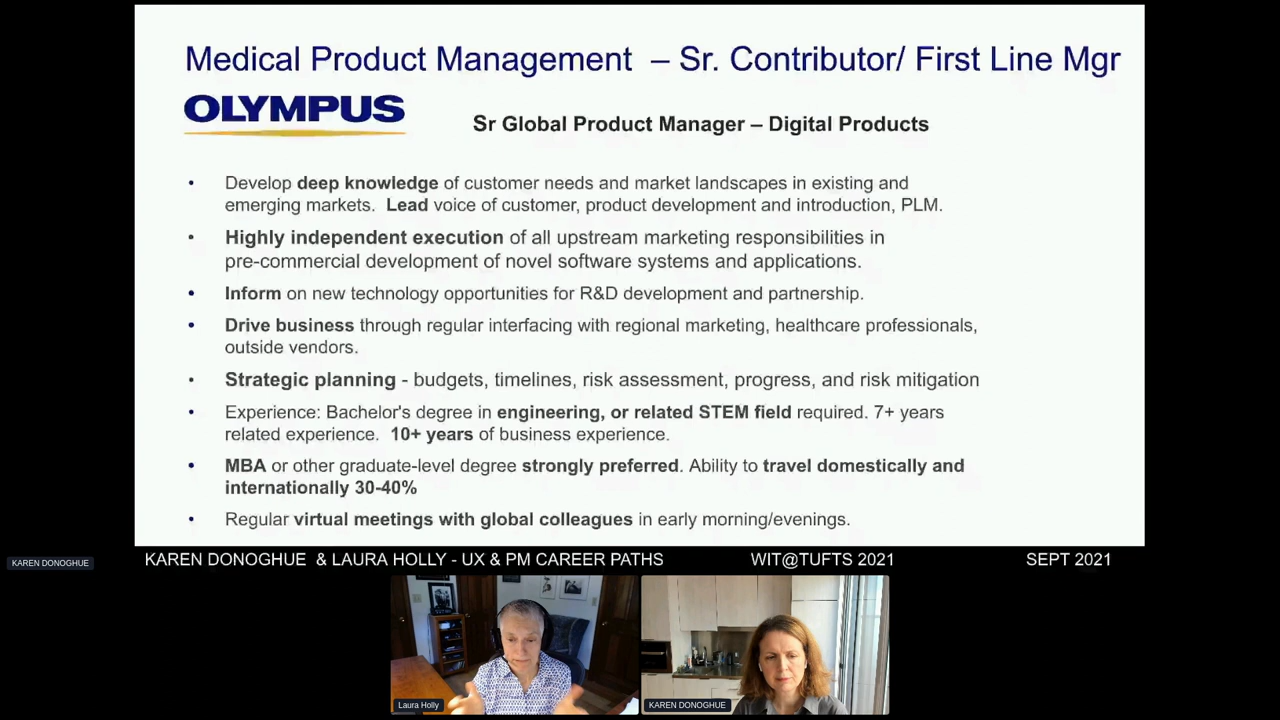 Medical Product Management – Sr. Contributor/ First Line Mgr
OLYMPUS
Sr Global Product Manager – Digital Products
• Develop deep knowledge of customer needs and market landscapes in existing and
emerging markets. Lead voice of customer, product development and introduction, PLM.
• Highly independent execution of all upstream marketing responsibilities in
pre-commercial development of novel software systems and applications.
• Inform on new technology opportunities for R&D development and partnership.
• Drive business through regular interfacing with regional marketing, healthcare professionals,
outside vendors.
• Strategic planning - budgets, timelines, risk assessment, progress, and risk mitigation
• Experience: Bachelor's degree in engineering, or related STEM field required. 7+ years
related experience. 10+ years of business experience.
• MBA or other graduate-level degree strongly preferred. Ability to travel domestically and
internationally 30-40%
• Regular virtual meetings with global colleagues in early morning/evenings.
KAREN DONOGHUE
KAREN DONOGHUE & LAURA HOLLY - UX & PM CAREER PATHS WIT@TUFTS 2021 SEPT 2021
Laura Holly
KAREN DONOGHUE